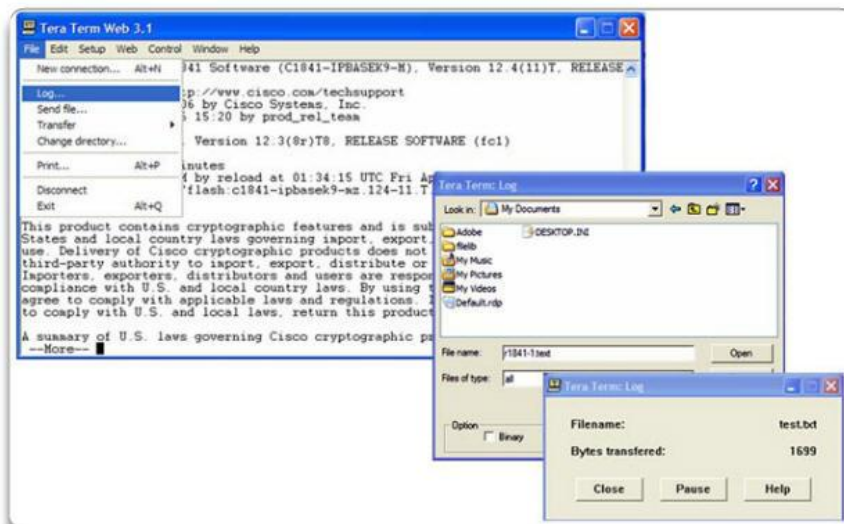 Tera Term Web 3.1
File Edit Setup Web Control Window Help
New connection... Alt+N
Log...
Send file...
Transfer
Change directory...
Print... Alt+P
Disconnect
Exit Alt+Q
841 Software (C1841-IPBASEK9-M), Version 12.4(11)T, RELEASE
tp://www.cisco.com/techsupport
06 by Cisco Systems, Inc.
15:20 by prod_rel_team
Version 12.3(8r)T8, RELEASE SOFTWARE (fc1)
inutes
by reload at 01:34:15 UTC Fri Ap
flash:c1841-ipbasek9-mz.124-11.T
This product contains cryptographic features and is sub
States and local country laws governing import, export,
use. Delivery of Cisco cryptographic products does not
third-party authority to import, export, distribute or
Importers, exporters, distributors and users are respon
compliance with U.S. and local country laws. By using t
agree to comply with applicable laws and regulations. I
to comply with U.S. and local laws, return this product
A summary of U.S. laws governing Cisco cryptographic pr
--More--
Tera Term: Log
Look in: My Documents
Adobe
filelib
My Music
My Pictures
My Videos
Default.rdp
DESKTOP.INI
File name: r1841-1.text Open
Files of type: all
Option
Binary
Tera Term: Log
Filename: test.txt
Bytes transfered: 1699
Close Pause Help